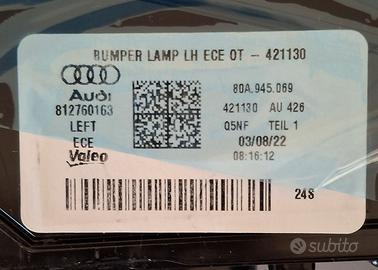 BUMPER LAMP LH ECE OT - 421130
Audi
812760163
LEFT
ECE
Valeo
80A.945.069
421130 AU 426
Q5NF TEIL 1
03/08/22
08:16:12
24S
subito